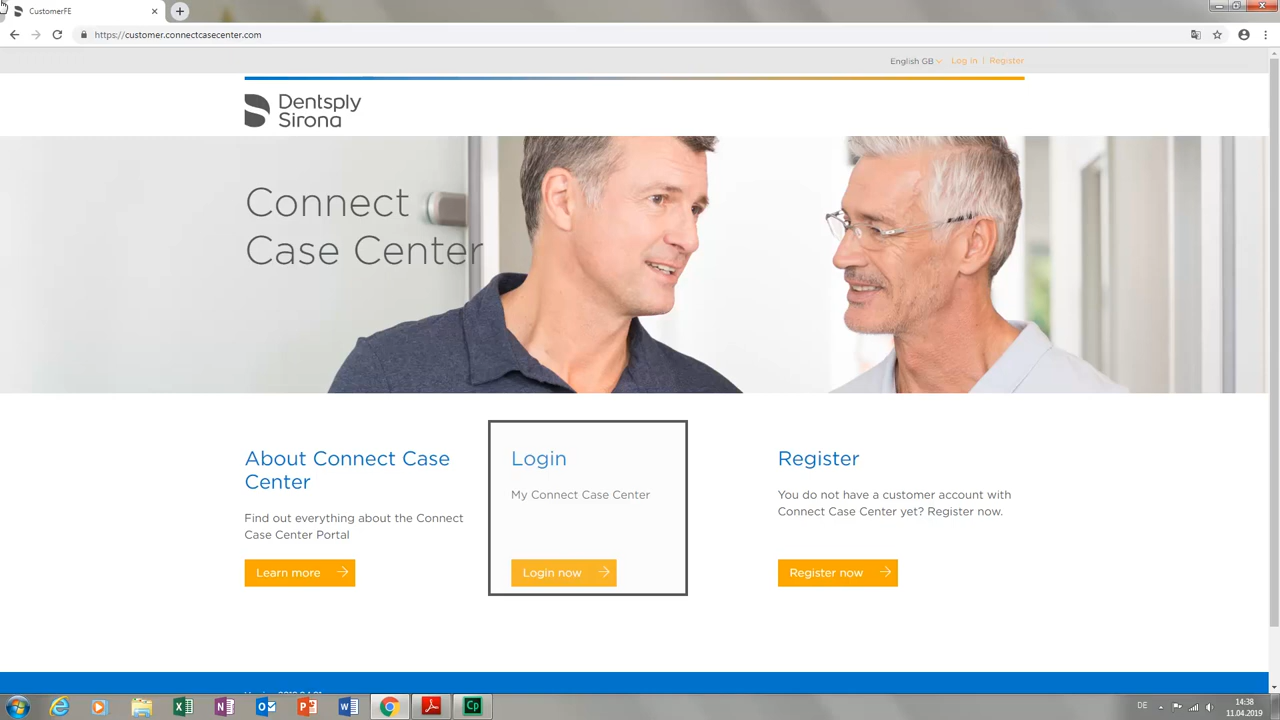 CustomerFE
https://customer.connectcasecenter.com
English GB
Log In | Register
Dentsply
Sirona
Connect
Case Center
About Connect Case
Center
Find out everything about the Connect
Case Center Portal
Learn more
Login
My Connect Case Center
Login now
Register
You do not have a customer account with
Connect Case Center yet? Register now.
Register now
DE
14:38
11.04.2019